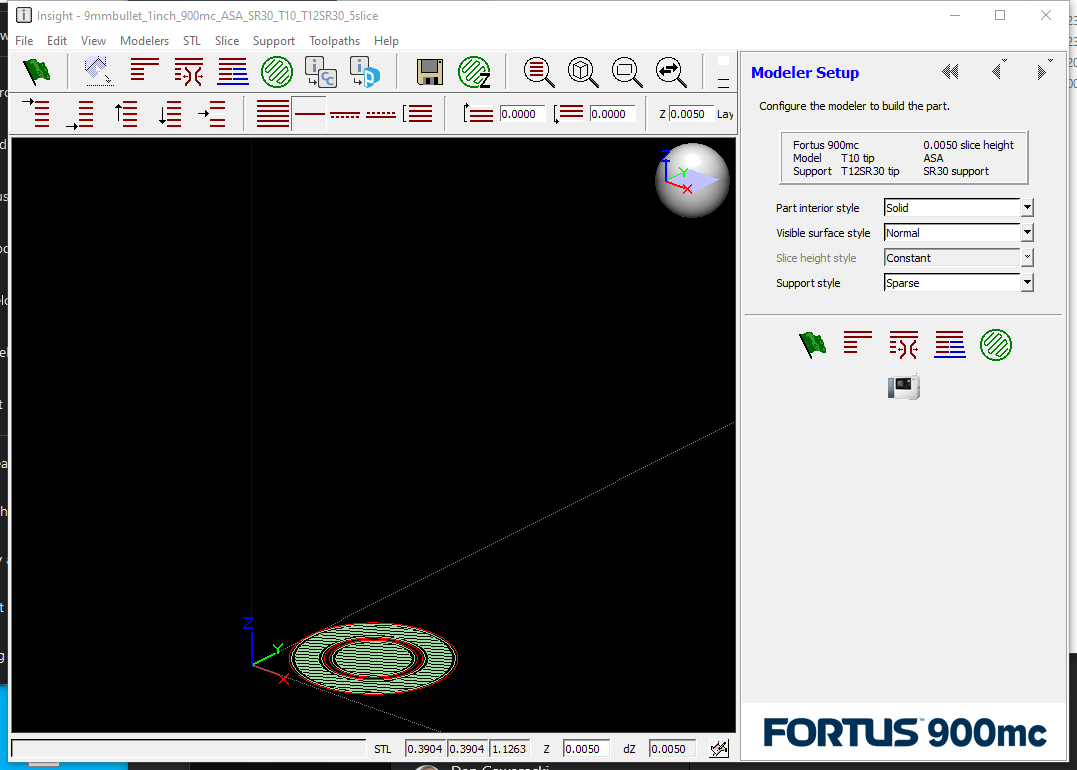 Insight - 9mmbullet_1inch_900mc_ASA_SR30_T10_T12SR30_5slice
File Edit View Modelers STL Slice Support Toolpaths Help
0.0000 0.0000 Z 0.0050 Lay
Z
Y
X
Z
Y
X
STL 0.3904 0.3904 1.1263 Z 0.0050 dZ 0.0050
Modeler Setup
Configure the modeler to build the part.
Fortus 900mc 0.0050 slice height
Model T10 tip ASA
Support T12SR30 tip SR30 support
Part interior style Solid
Visible surface style Normal
Slice height style Constant
Support style Sparse
FORTUS 900mc